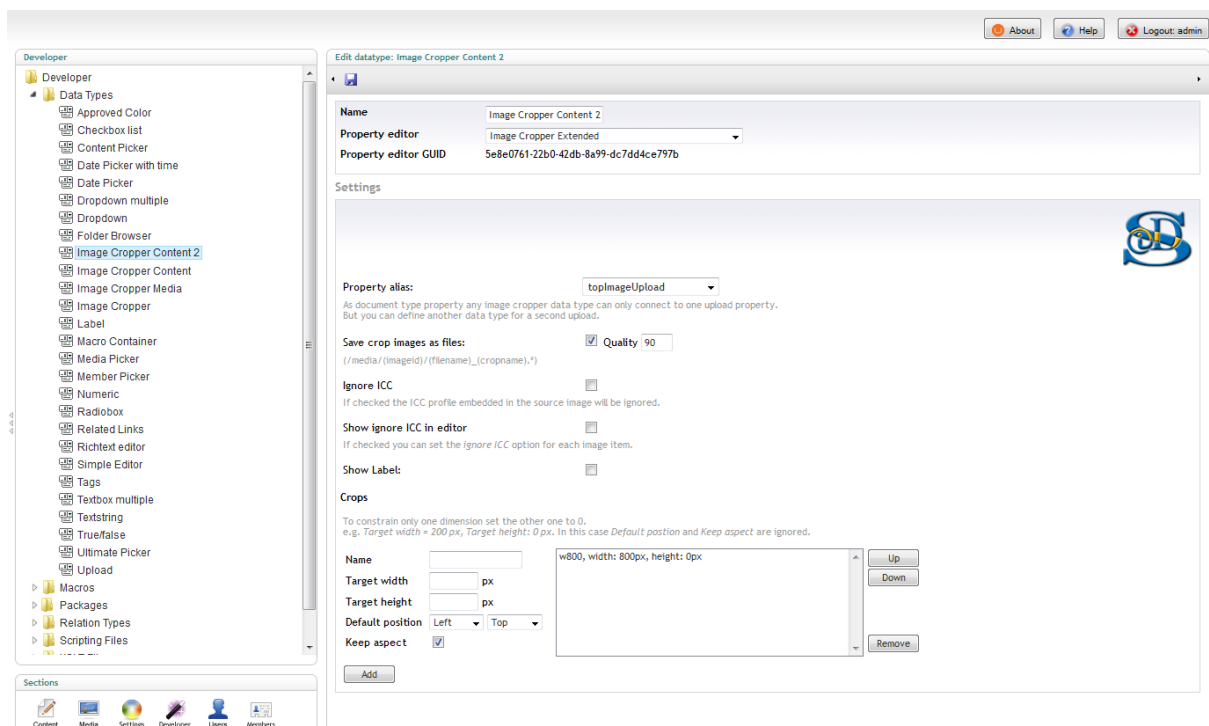 About
Help
Logout: admin
Developer
Developer
Data Types
Approved Color
Checkbox list
Content Picker
Date Picker with time
Date Picker
Dropdown multiple
Dropdown
Folder Browser
Image Cropper Content 2
Image Cropper Content
Image Cropper Media
Image Cropper
Label
Macro Container
Media Picker
Member Picker
Numeric
Radiobox
Related Links
Richtext editor
Simple Editor
Tags
Textbox multiple
Textstring
True/false
Ultimate Picker
Upload
Macros
Packages
Relation Types
Scripting Files
Sections
Content Media Settings Developer Users Members
Edit datatype: Image Cropper Content 2
Name Image Cropper Content 2
Property editor Image Cropper Extended
Property editor GUID 5e8e0761-22b0-42db-8a99-dc7dd4ce797b
Settings
Property alias: topImageUpload
As document type property any image cropper data type can only connect to one upload property.
But you can define another data type for a second upload.
Save crop images as files: Quality 90
(/media/(imageid)/(filename)_(cropname).*)
Ignore ICC
If checked the ICC profile embedded in the source image will be ignored.
Show ignore ICC in editor
If checked you can set the ignore ICC option for each image item.
Show Label:
Crops
To constrain only one dimension set the other one to 0.
e.g. Target width = 200 px, Target height: 0 px. In this case Default postion and Keep aspect are ignored.
Name
Target width px
Target height px
Default position Left Top
Keep aspect
w800, width: 800px, height: 0px
Up
Down
Remove
Add